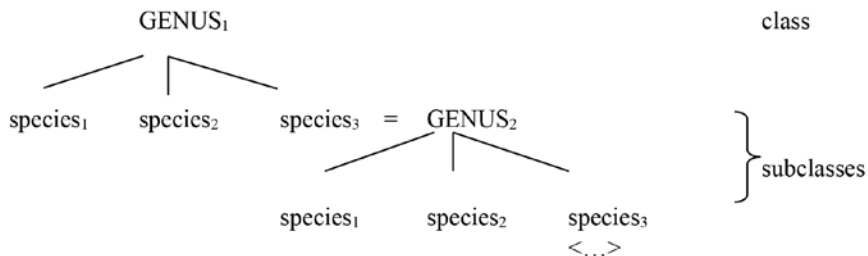 GENUS₁ class
species₁ species₂ species₃ = GENUS₂
subclasses
species₁ species₂ species₃
<...>